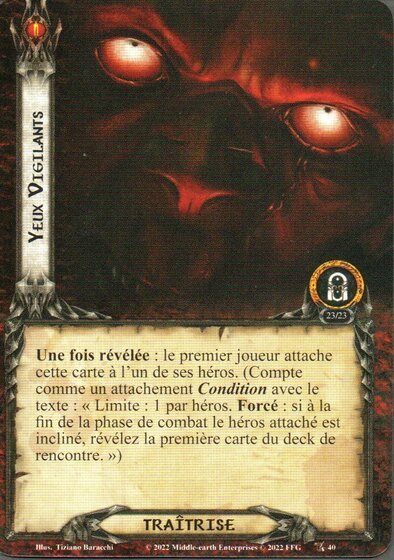 1
YEUX VIGILANTS
23/23
Une fois révélée : le premier joueur attache
cette carte à l'un de ses héros. (Compte
comme un attachement Condition avec le
texte : « Limite : 1 par héros. Forcé : si à la
fin de la phase de combat le héros attaché est
incliné, révélez la première carte du deck de
rencontre. »)
TRAÎTRISE
Illus. Tiziano Baracchi © 2022 Middle-earth Enterprises © 2022 FFG 40